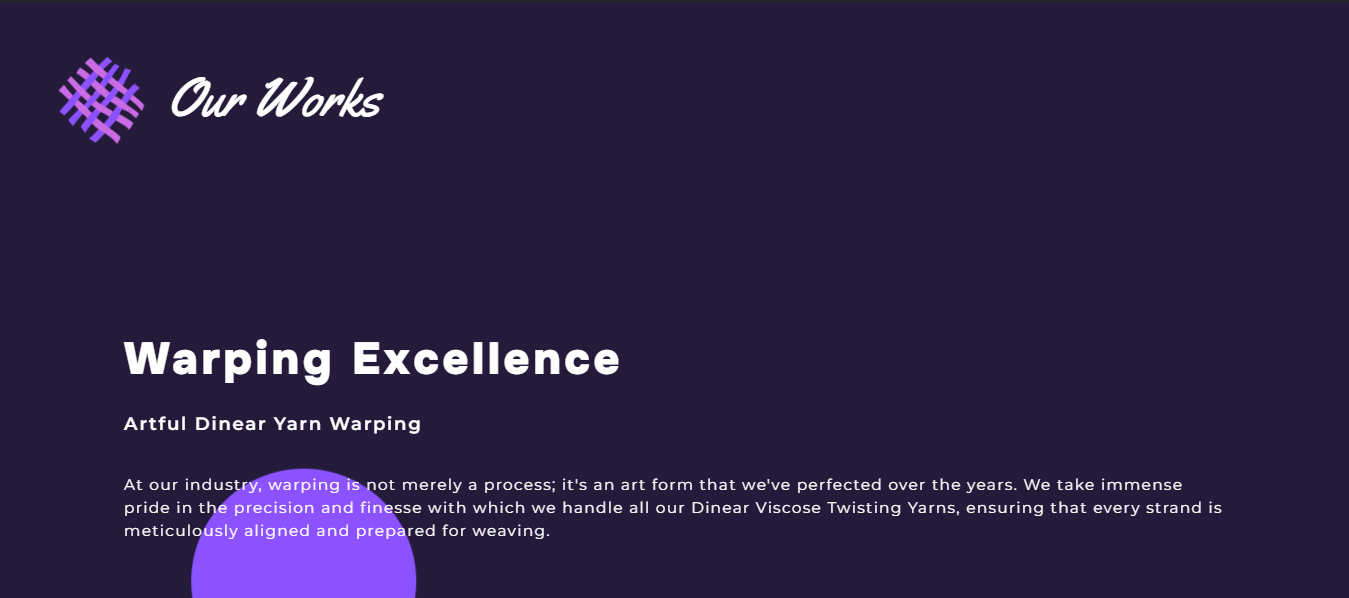 Our Works
Warping Excellence
Artful Dinear Yarn Warping
At our industry, warping is not merely a process; it's an art form that we've perfected over the years. We take immense
pride in the precision and finesse with which we handle all our Dinear Viscose Twisting Yarns, ensuring that every strand is
meticulously aligned and prepared for weaving.